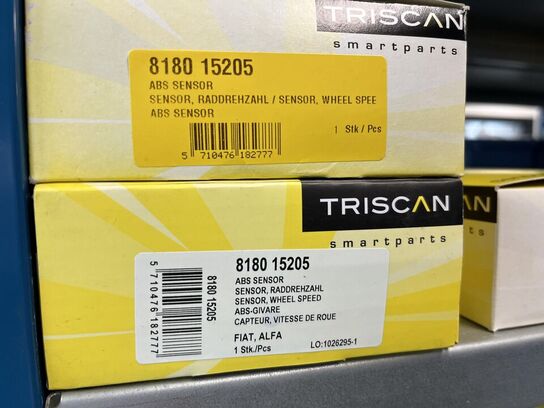 TRISCAN
smartparts
8180 15205
ABS SENSOR
SENSOR, RADDREHZAHL / SENSOR, WHEEL SPEE
ABS SENSOR
5 710476 182777
1 Stk / Pcs
TRISCAN
smartparts
AN
5 710476 182777
8180 15205
8180 15205
ABS SENSOR
SENSOR, RADDREHZAHL
SENSOR, WHEEL SPEED
ABS-GIVARE
CAPTEUR, VITESSE DE ROUE
FIAT, ALFA
1 Stk./Pcs
LO:1026295-1